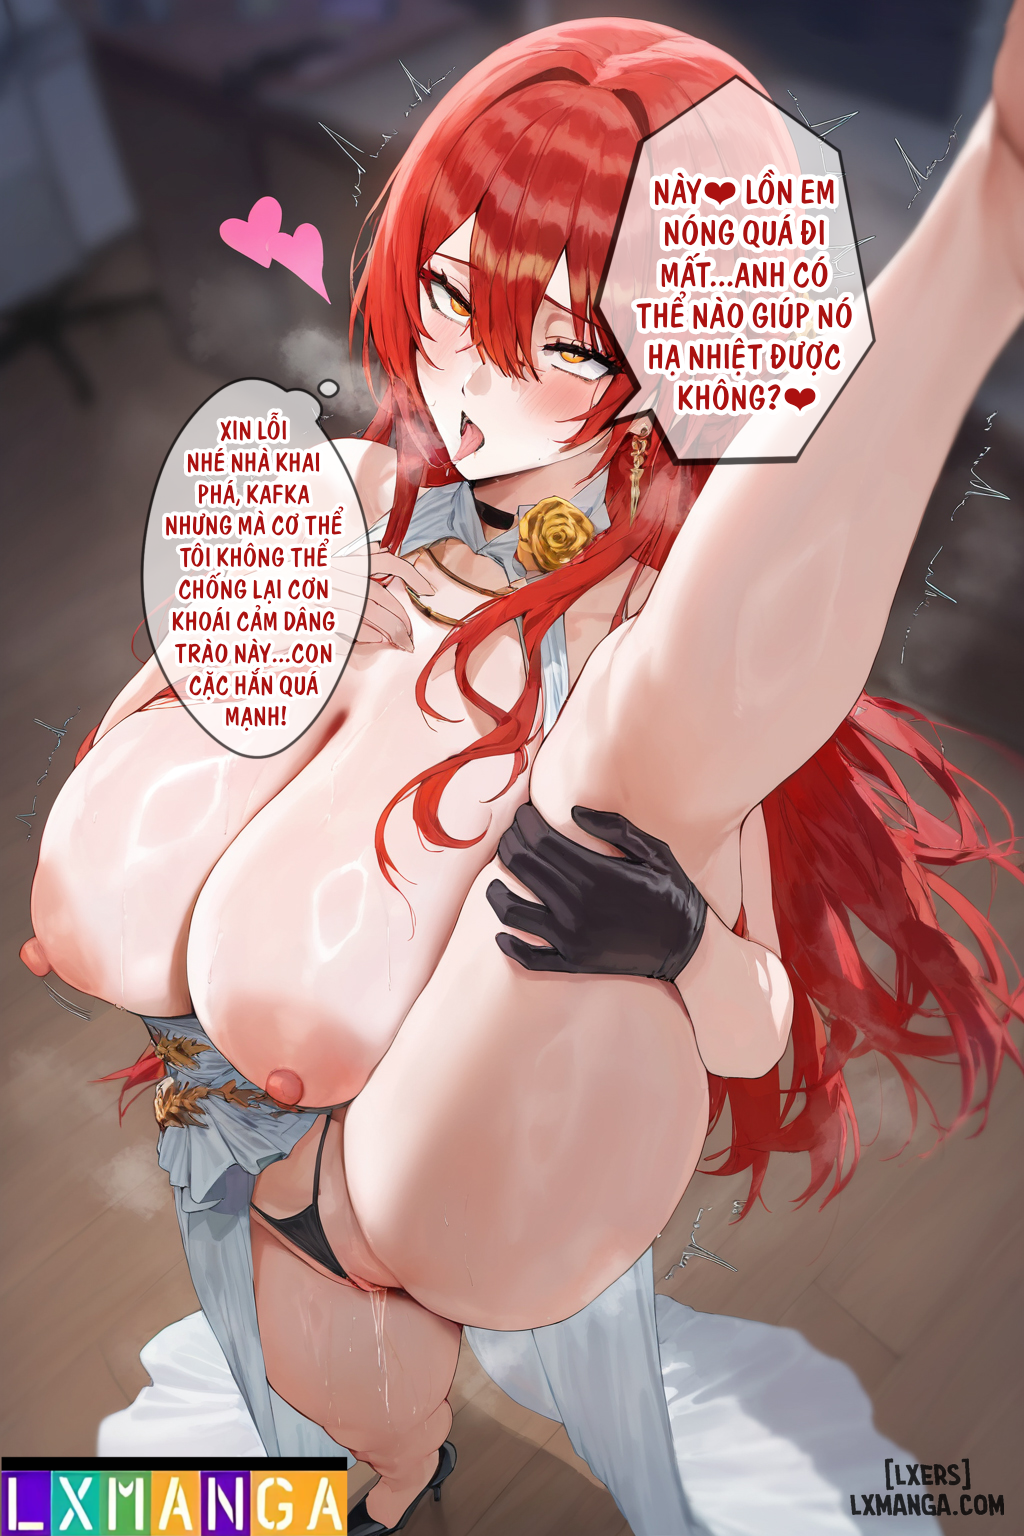 NÀY❤ LỒN EM
NÓNG QUÁ ĐI
MẤT...ANH CÓ
THỂ NÀO GIÚP NÓ
HẠ NHIỆT ĐƯỢC
KHÔNG?❤
XIN LỖI
NHÉ NHÀ KHAI
PHÁ, KAFKA
NHƯNG MÀ CƠ THỂ
TÔI KHÔNG THỂ
CHỐNG LẠI CƠN
KHOÁI CẢM DÂNG
TRÀO NÀY...CON
CẶC HẮN QUÁ
MẠNH!
LXMANGA
[LXERS]
LXMANGA.COM